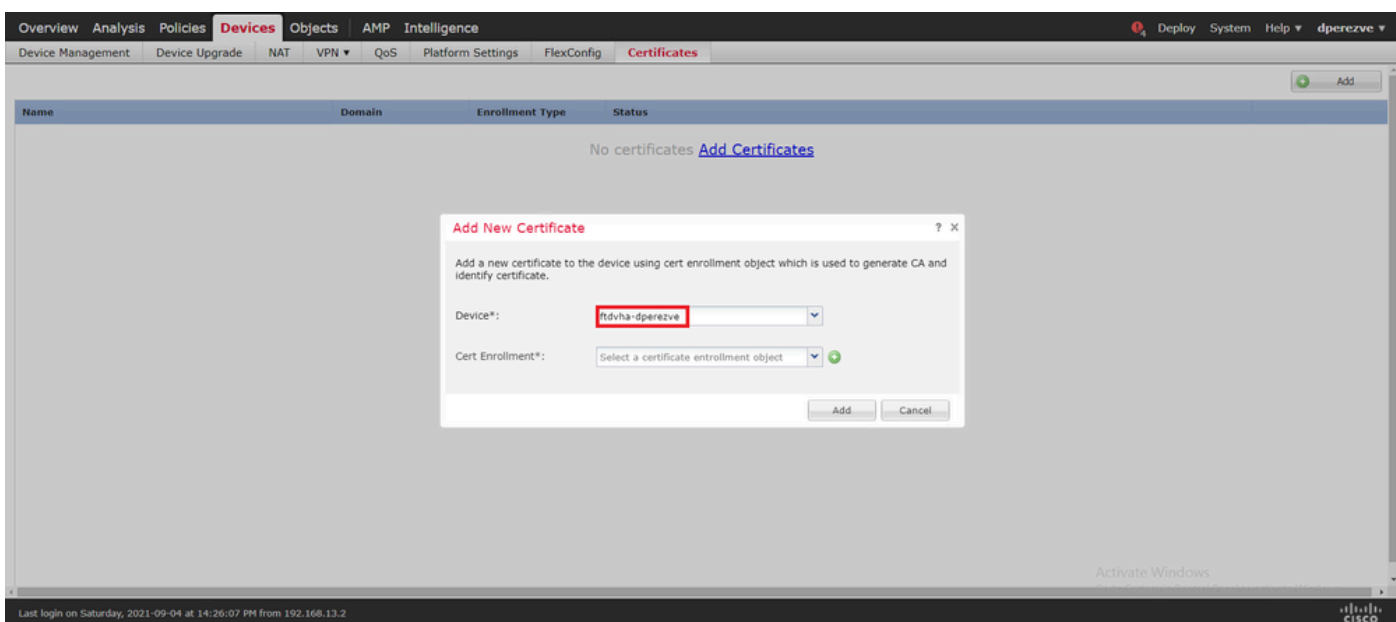 Overview Analysis Policies Devices Objects AMP Intelligence 4 Deploy System Help dperezve
Device Management Device Upgrade NAT VPN QoS Platform Settings FlexConfig Certificates
Add
Name Domain Enrollment Type Status
No certificates Add Certificates
Add New Certificate ? X
Add a new certificate to the device using cert enrollment object which is used to generate CA and
identify certificate.
Device*: ftdvha-dperezve
Cert Enrollment*: Select a certificate entrollment object
Add Cancel
Activate Windows
Last login on Saturday, 2021-09-04 at 14:26:07 PM from 192.168.13.2
CISCO